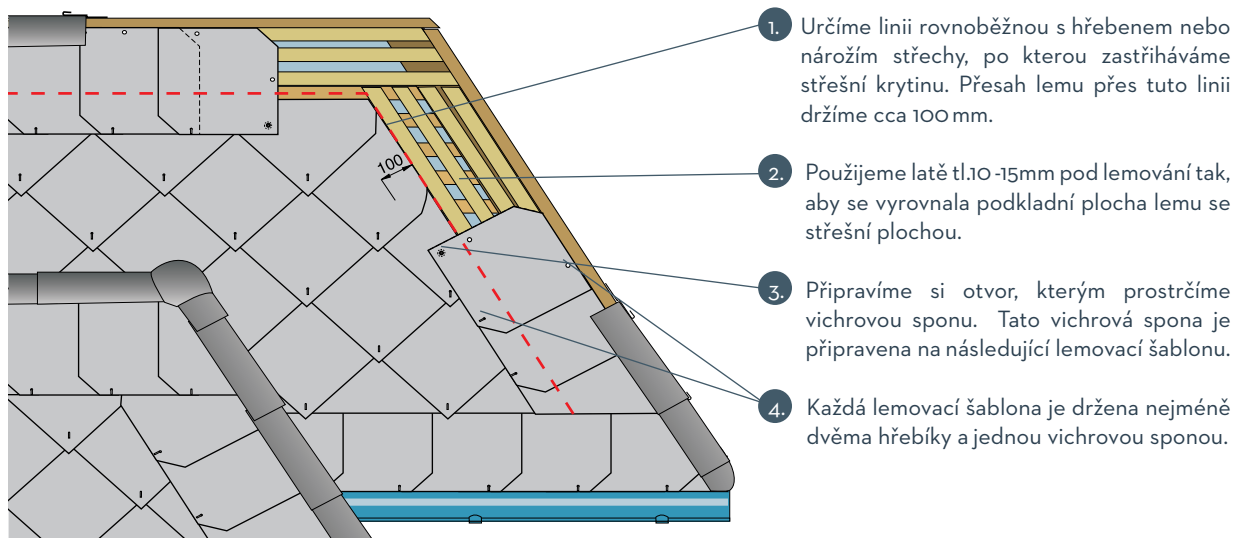 1. Určíme linii rovnoběžnou s hřebenem nebo
nárožím střechy, po kterou zastřiháváme
střešní krytinu. Přesah lemu přes tuto linii
držíme cca 100 mm.
100
2. Použijeme latě tl.10 -15mm pod lemování tak,
aby se vyrovnala podkladní plocha lemu se
střešní plochou.
3. Připravíme si otvor, kterým prostrčíme
vichrovou sponu. Tato vichrová spona je
připravena na následující lemovací šablonu.
4. Každá lemovací šablona je držena nejméně
dvěma hřebíky a jednou vichrovou sponou.